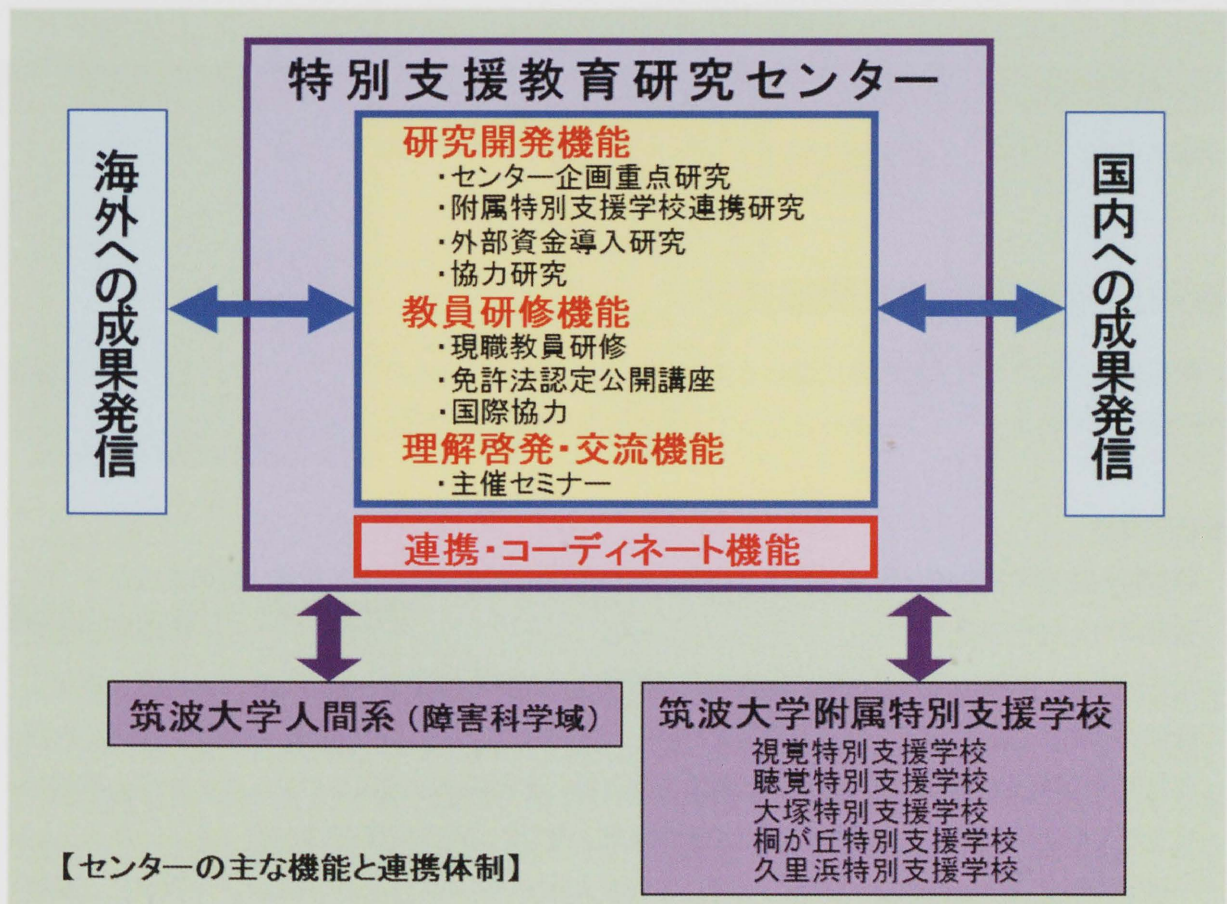 特別支援教育研究センター
海外への成果発信
研究開発機能
・センター企画重点研究
・附属特別支援学校連携研究
・外部資金導入研究
・協力研究
教員研修機能
・現職教員研修
・免許法認定公開講座
・国際協力
理解啓発・交流機能
・主催セミナー
連携・コーディネート機能
国内への成果発信
筑波大学人間系（障害科学域）
筑波大学附属特別支援学校
視覚特別支援学校
聴覚特別支援学校
大塚特別支援学校
桐が丘特別支援学校
久里浜特別支援学校
【センターの主な機能と連携体制】